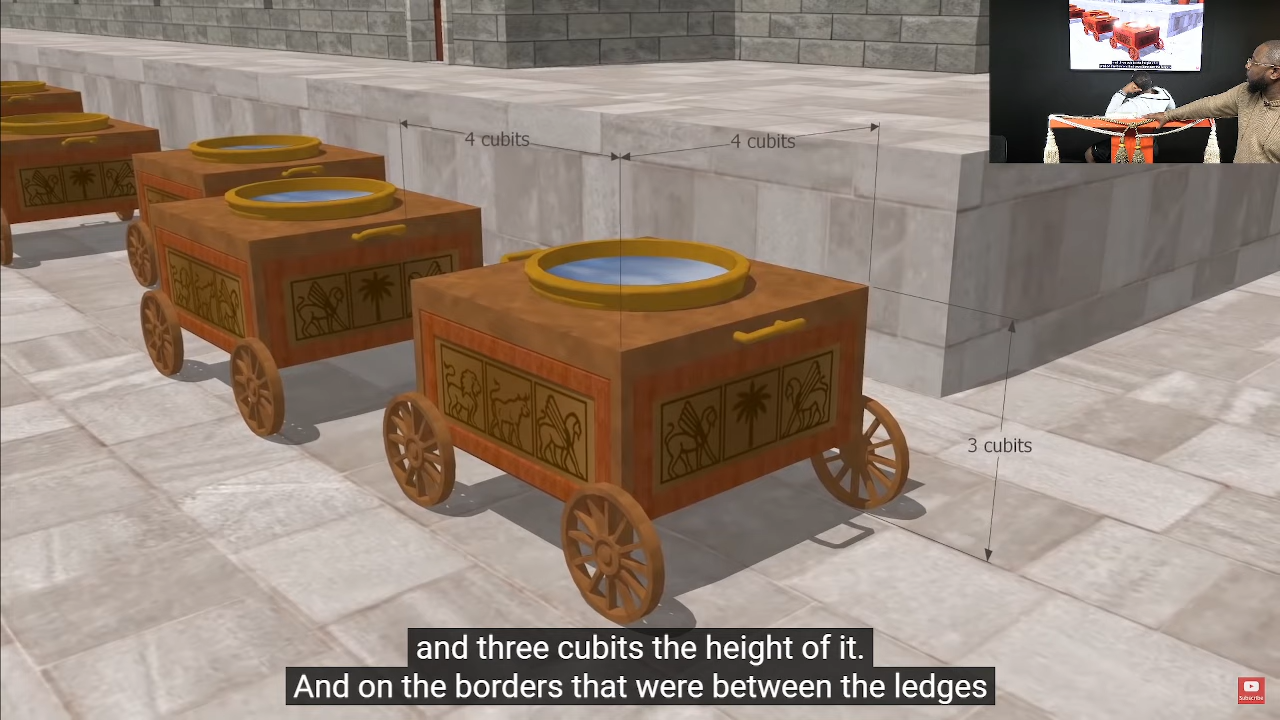 4 cubits
4 cubits
3 cubits
and three cubits the height of it.
And on the borders that were between the ledges
Subscribe